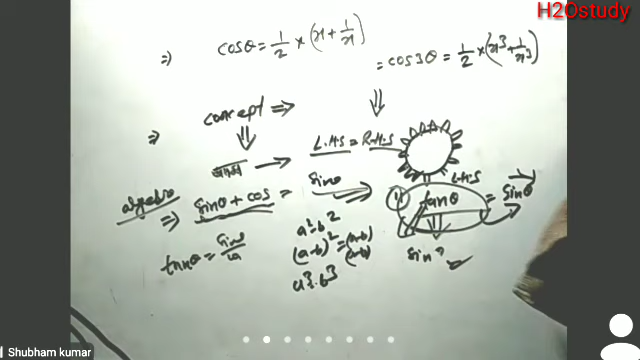 H2Ostudy
⇒ cosθ = 1/2 × (x + 1/x)
= cos3θ = 1/2 × (x³ + 1/x³)
concept ⇒
⇒
L.H.S = R.H.S
algebra
⇒ sinθ + cos =
sinθ
L.H.S
tanθ = sinθ
tanθ = sinθ
a²-b²
(a-b)² = (a-b)
(a-b)
a³-b³
Shubham kumar